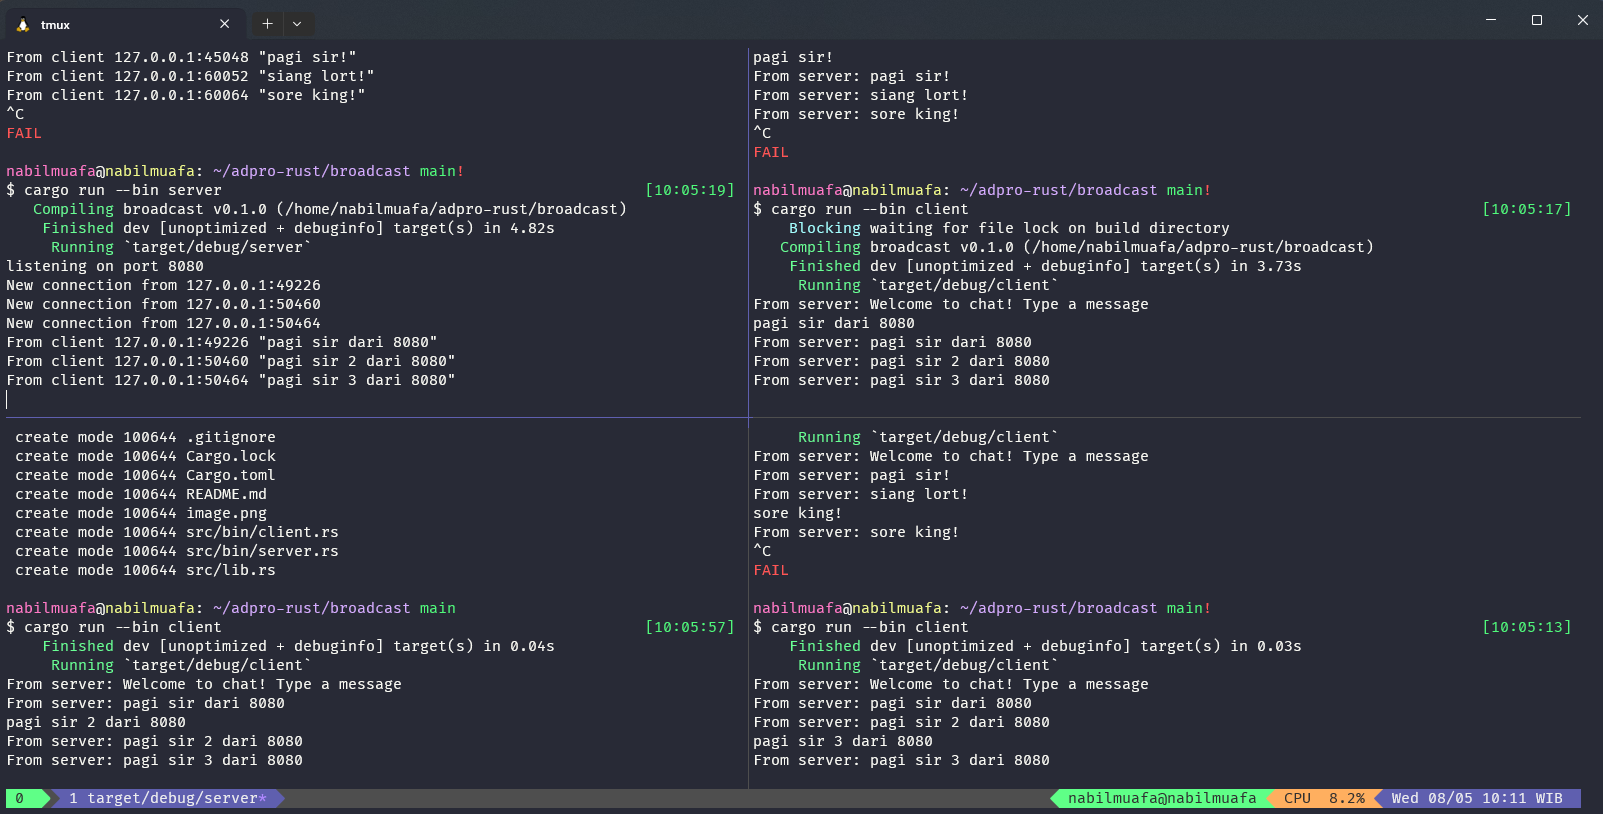 tmux
From client 127.0.0.1:45048 "pagi sir!"
From client 127.0.0.1:60052 "siang lort!"
From client 127.0.0.1:60064 "sore king!"
^C
FAIL
nabilmuafa@nabilmuafa: ~/adpro-rust/broadcast main!
$ cargo run --bin server [10:05:19]
Compiling broadcast v0.1.0 (/home/nabilmuafa/adpro-rust/broadcast)
Finished dev [unoptimized + debuginfo] target(s) in 4.82s
Running `target/debug/server`
listening on port 8080
New connection from 127.0.0.1:49226
New connection from 127.0.0.1:50460
New connection from 127.0.0.1:50464
From client 127.0.0.1:49226 "pagi sir dari 8080"
From client 127.0.0.1:50460 "pagi sir 2 dari 8080"
From client 127.0.0.1:50464 "pagi sir 3 dari 8080"
pagi sir!
From server: pagi sir!
From server: siang lort!
From server: sore king!
^C
FAIL
nabilmuafa@nabilmuafa: ~/adpro-rust/broadcast main!
$ cargo run --bin client [10:05:17]
Blocking waiting for file lock on build directory
Compiling broadcast v0.1.0 (/home/nabilmuafa/adpro-rust/broadcast)
Finished dev [unoptimized + debuginfo] target(s) in 3.73s
Running `target/debug/client`
From server: Welcome to chat! Type a message
pagi sir dari 8080
From server: pagi sir dari 8080
From server: pagi sir 2 dari 8080
From server: pagi sir 3 dari 8080
create mode 100644 .gitignore
create mode 100644 Cargo.lock
create mode 100644 Cargo.toml
create mode 100644 README.md
create mode 100644 image.png
create mode 100644 src/bin/client.rs
create mode 100644 src/bin/server.rs
create mode 100644 src/lib.rs
nabilmuafa@nabilmuafa: ~/adpro-rust/broadcast main
$ cargo run --bin client [10:05:57]
Finished dev [unoptimized + debuginfo] target(s) in 0.04s
Running `target/debug/client`
From server: Welcome to chat! Type a message
From server: pagi sir dari 8080
pagi sir 2 dari 8080
From server: pagi sir 2 dari 8080
From server: pagi sir 3 dari 8080
Running `target/debug/client`
From server: Welcome to chat! Type a message
From server: pagi sir!
From server: siang lort!
sore king!
From server: sore king!
^C
FAIL
nabilmuafa@nabilmuafa: ~/adpro-rust/broadcast main!
$ cargo run --bin client [10:05:13]
Finished dev [unoptimized + debuginfo] target(s) in 0.03s
Running `target/debug/client`
From server: Welcome to chat! Type a message
From server: pagi sir dari 8080
From server: pagi sir 2 dari 8080
pagi sir 3 dari 8080
From server: pagi sir 3 dari 8080
0 1 target/debug/server* nabilmuafa@nabilmuafa CPU 8.2% Wed 08/05 10:11 WIB